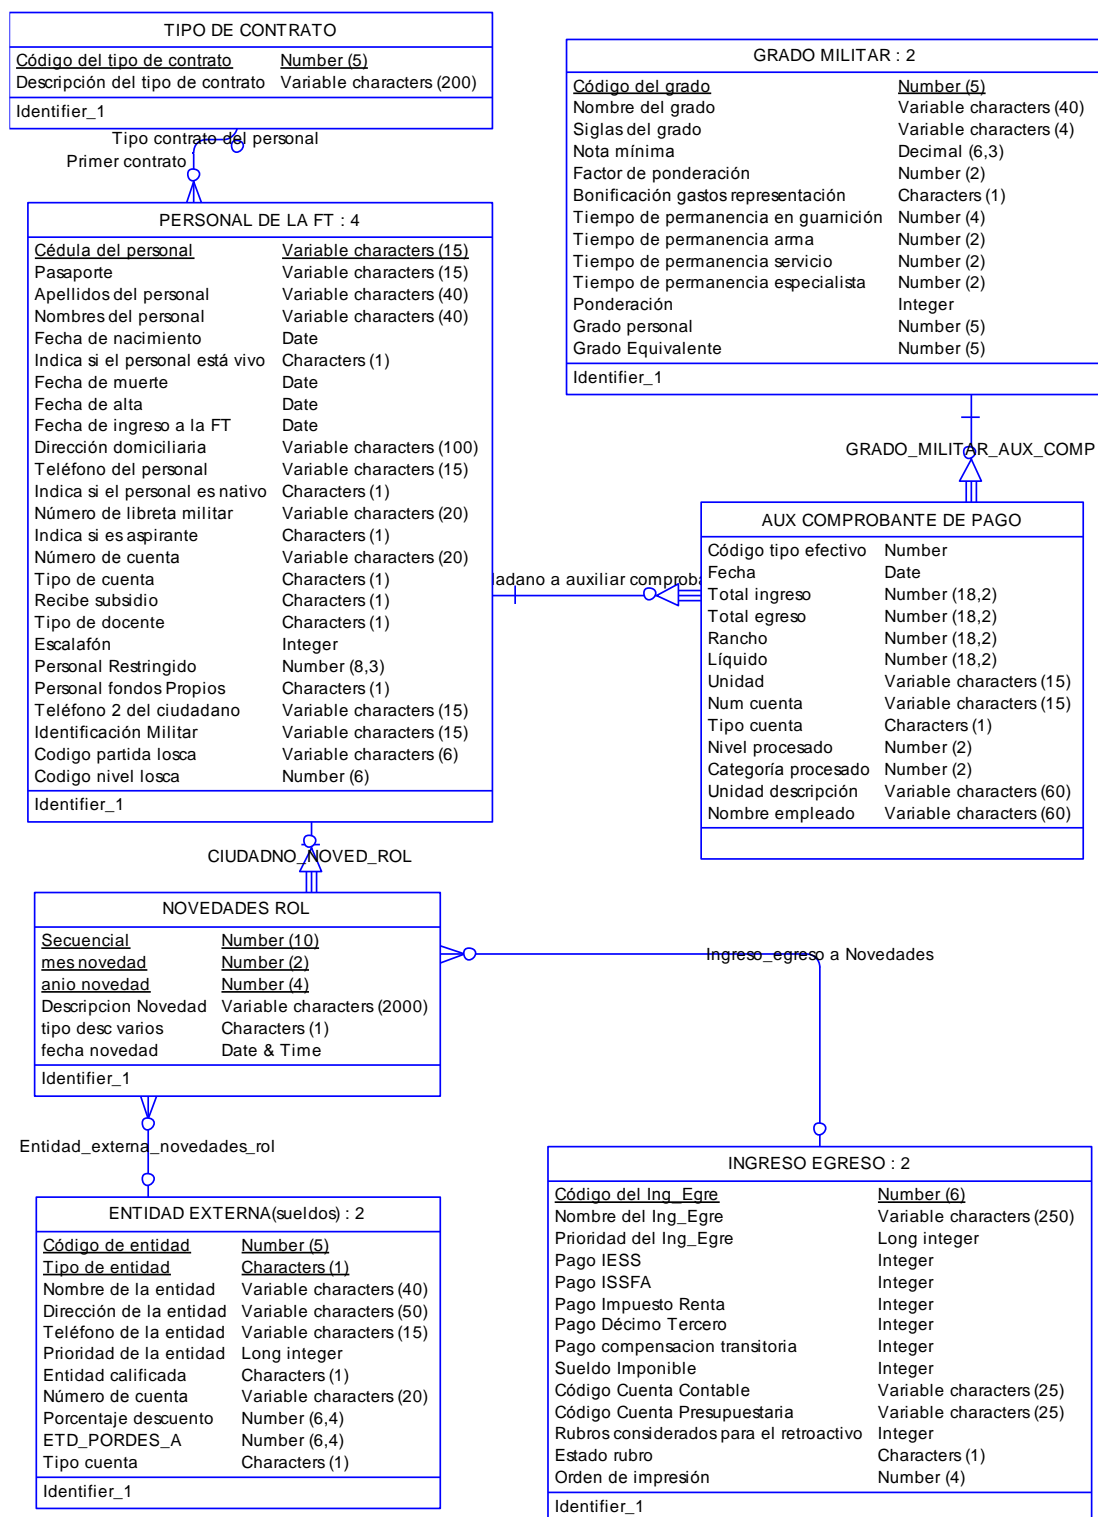 TIPO DE CONTRATO
Código del tipo de contrato Number (5)
Descripción del tipo de contrato Variable characters (200)
Identifier_1
Tipo contrato del personal
Primer contrato
PERSONAL DE LA FT : 4
Cédula del personal Variable characters (15)
Pasaporte Variable characters (15)
Apellidos del personal Variable characters (40)
Nombres del personal Variable characters (40)
Fecha de nacimiento Date
Indica si el personal está vivo Characters (1)
Fecha de muerte Date
Fecha de alta Date
Fecha de ingreso a la FT Date
Dirección domiciliaria Variable characters (100)
Teléfono del personal Variable characters (15)
Indica si el personal es nativo Characters (1)
Número de libreta militar Variable characters (20)
Indica si es aspirante Characters (1)
Número de cuenta Variable characters (20)
Tipo de cuenta Characters (1)
Recibe subsidio Characters (1)
Tipo de docente Characters (1)
Escalafón Integer
Personal Restringido Number (8,3)
Personal fondos Propios Characters (1)
Teléfono 2 del ciudadano Variable characters (15)
Identificación Militar Variable characters (15)
Codigo partida losca Variable characters (6)
Codigo nivel losca Number (6)
Identifier_1
GRADO MILITAR : 2
Código del grado Number (5)
Nombre del grado Variable characters (40)
Siglas del grado Variable characters (4)
Nota mínima Decimal (6,3)
Factor de ponderación Number (2)
Bonificación gastos representación Characters (1)
Tiempo de permanencia en guarnición Number (4)
Tiempo de permanencia arma Number (2)
Tiempo de permanencia servicio Number (2)
Tiempo de permanencia especialista Number (2)
Ponderación Integer
Grado personal Number (5)
Grado Equivalente Number (5)
Identifier_1
GRADO_MILITAR_AUX_COMP
AUX COMPROBANTE DE PAGO
Código tipo efectivo Number
Fecha Date
Total ingreso Number (18,2)
Total egreso Number (18,2)
Rancho Number (18,2)
Líquido Number (18,2)
Unidad Variable characters (15)
Num cuenta Variable characters (15)
Tipo cuenta Characters (1)
Nivel procesado Number (2)
Categoría procesado Number (2)
Unidad descripción Variable characters (60)
Nombre empleado Variable characters (60)
ladano a auxiliar comproba
CIUDADNO_NOVED_ROL
NOVEDADES ROL
Secuencial Number (10)
mes novedad Number (2)
anio novedad Number (4)
Descripcion Novedad Variable characters (2000)
tipo desc varios Characters (1)
fecha novedad Date & Time
Identifier_1
Ingreso_egreso a Novedades
Entidad_externa_novedades_rol
ENTIDAD EXTERNA(sueldos) : 2
Código de entidad Number (5)
Tipo de entidad Characters (1)
Nombre de la entidad Variable characters (40)
Dirección de la entidad Variable characters (50)
Teléfono de la entidad Variable characters (15)
Prioridad de la entidad Long integer
Entidad calificada Characters (1)
Número de cuenta Variable characters (20)
Porcentaje descuento Number (6,4)
ETD_PORDES_A Number (6,4)
Tipo cuenta Characters (1)
Identifier_1
INGRESO EGRESO : 2
Código del Ing_Egre Number (6)
Nombre del Ing_Egre Variable characters (250)
Prioridad del Ing_Egre Long integer
Pago IESS Integer
Pago ISSFA Integer
Pago Impuesto Renta Integer
Pago Décimo Tercero Integer
Pago compensacion transitoria Integer
Sueldo Imponible Integer
Código Cuenta Contable Variable characters (25)
Código Cuenta Presupuestaria Variable characters (25)
Rubros considerados para el retroactivo Integer
Estado rubro Characters (1)
Orden de impresión Number (4)
Identifier_1